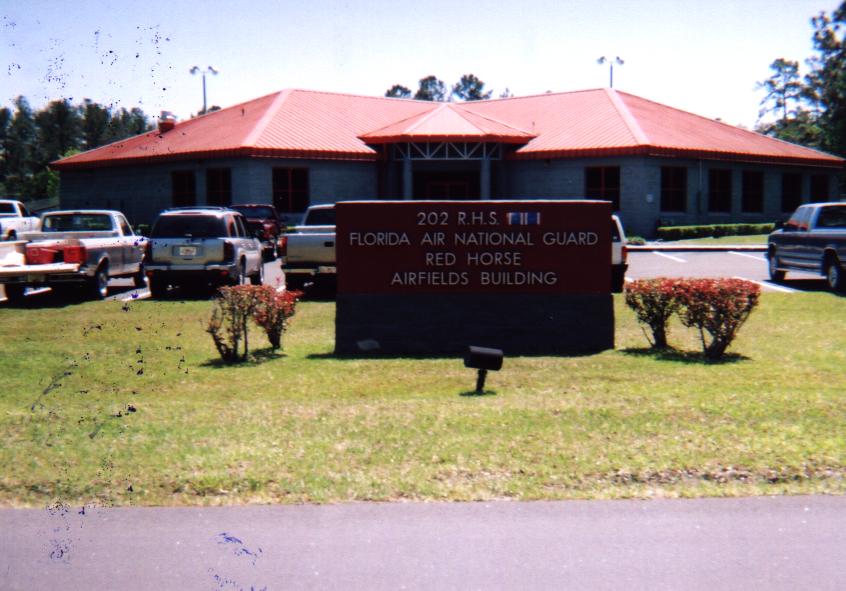 202 R.H.S.
FLORIDA AIR NATIONAL GUARD
RED HORSE
AIRFIELDS BUILDING